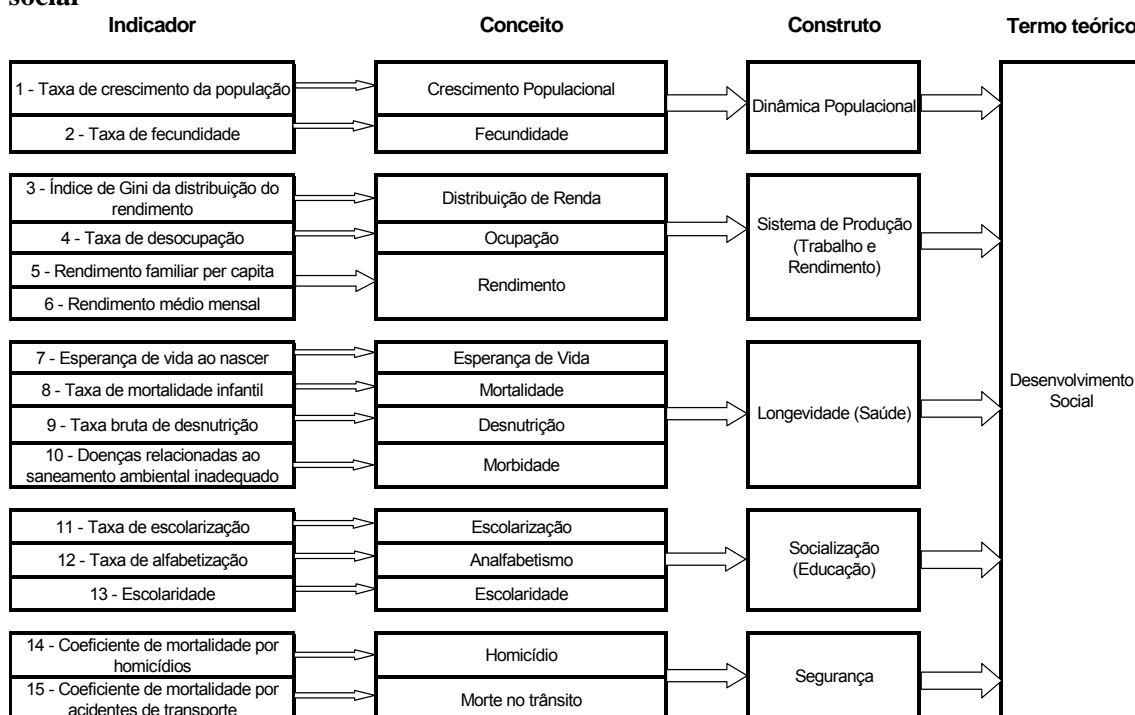 social
Indicador Conceito Construto Termo teórico
1 - Taxa de crescimento da população
Crescimento Populacional
2 - Taxa de fecundidade
Fecundidade
Dinâmica Populacional
3 - Índice de Gini da distribuição do
rendimento
Distribuição de Renda
4 - Taxa de desocupação
Ocupação
5 - Rendimento familiar per capita
6 - Rendimento médio mensal
Rendimento
Sistema de Produção
(Trabalho e
Rendimento)
7 - Esperança de vida ao nascer
Esperança de Vida
8 - Taxa de mortalidade infantil
Mortalidade
9 - Taxa bruta de desnutrição
Desnutrição
10 - Doenças relacionadas ao
saneamento ambiental inadequado
Morbidade
Longevidade (Saúde)
11 - Taxa de escolarização
Escolarização
12 - Taxa de alfabetização
Analfabetismo
13 - Escolaridade
Escolaridade
Socialização
(Educação)
14 - Coeficiente de mortalidade por
homicídios
Homicídio
15 - Coeficiente de mortalidade por
acidentes de transporte
Morte no trânsito
Segurança
Desenvolvimento
Social